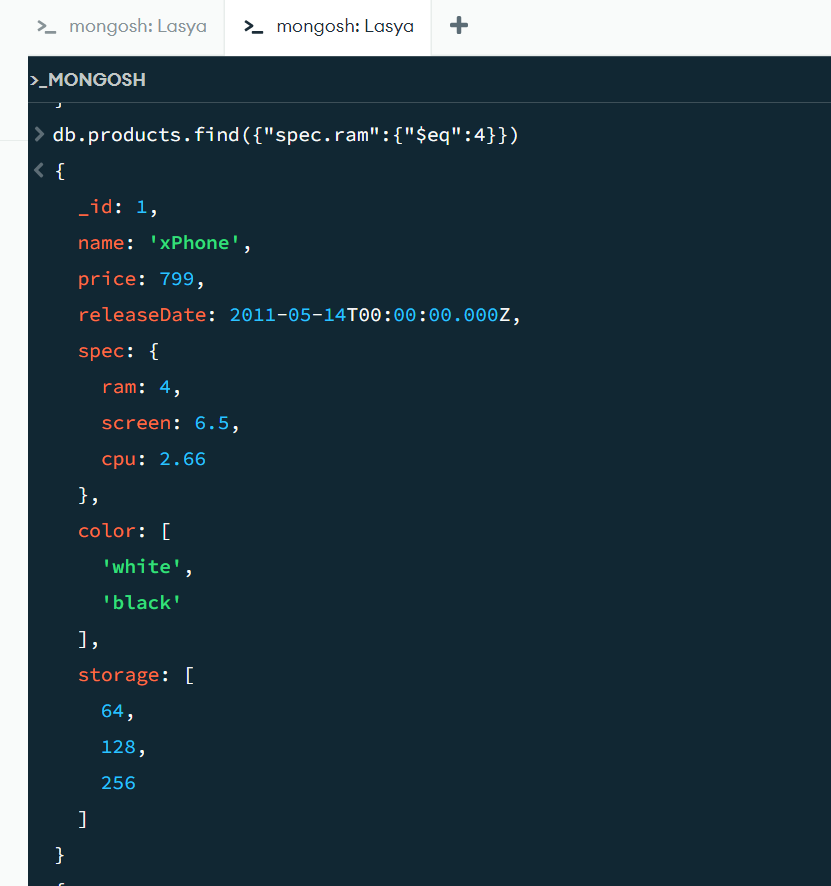 >_ mongosh: Lasya >_ mongosh: Lasya +
>_MONGOSH
}
> db.products.find({"spec.ram":{"$eq":4}})
< {
_id: 1,
name: 'xPhone',
price: 799,
releaseDate: 2011-05-14T00:00:00.000Z,
spec: {
ram: 4,
screen: 6.5,
cpu: 2.66
},
color: [
'white',
'black'
],
storage: [
64,
128,
256
]
}
{